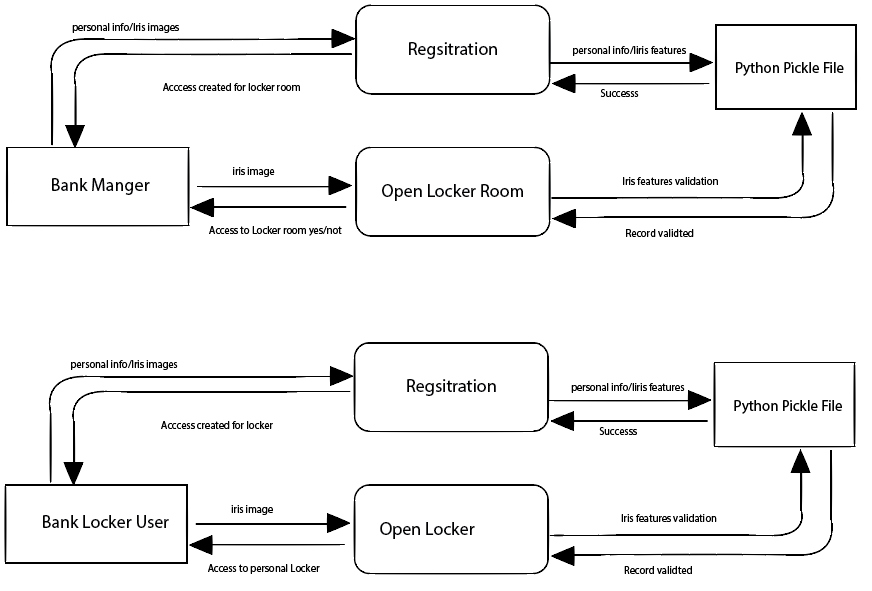 personal info/Iris images
Regsitration
personal info/Iiris features
Python Pickle File
Acccess created for locker room
Successs
Bank Manger
iris image
Open Locker Room
Iris features validation
Access to Locker room yes/not
Record validted
personal info/Iris images
Regsitration
personal info/Iiris features
Python Pickle File
Acccess created for locker
Successs
Bank Locker User
iris image
Open Locker
Iris features validation
Access to personal Locker
Record validted